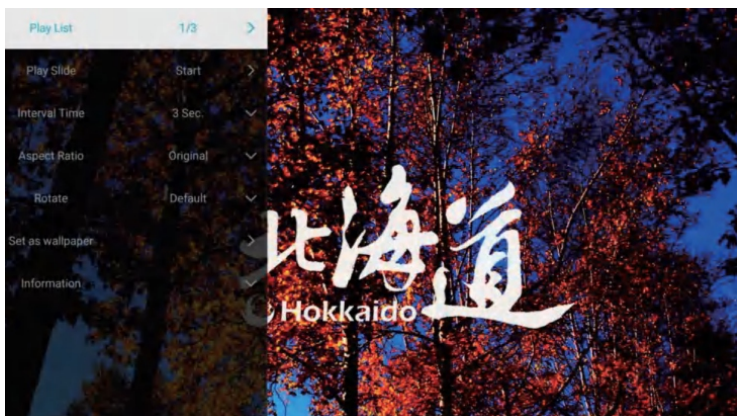 Play List 1/3
Play Slide Start
Interval Time 3 Sec.
Aspect Ratio Original
Rotate Default
Set as wallpaper
Information
北海道
Hokkaido